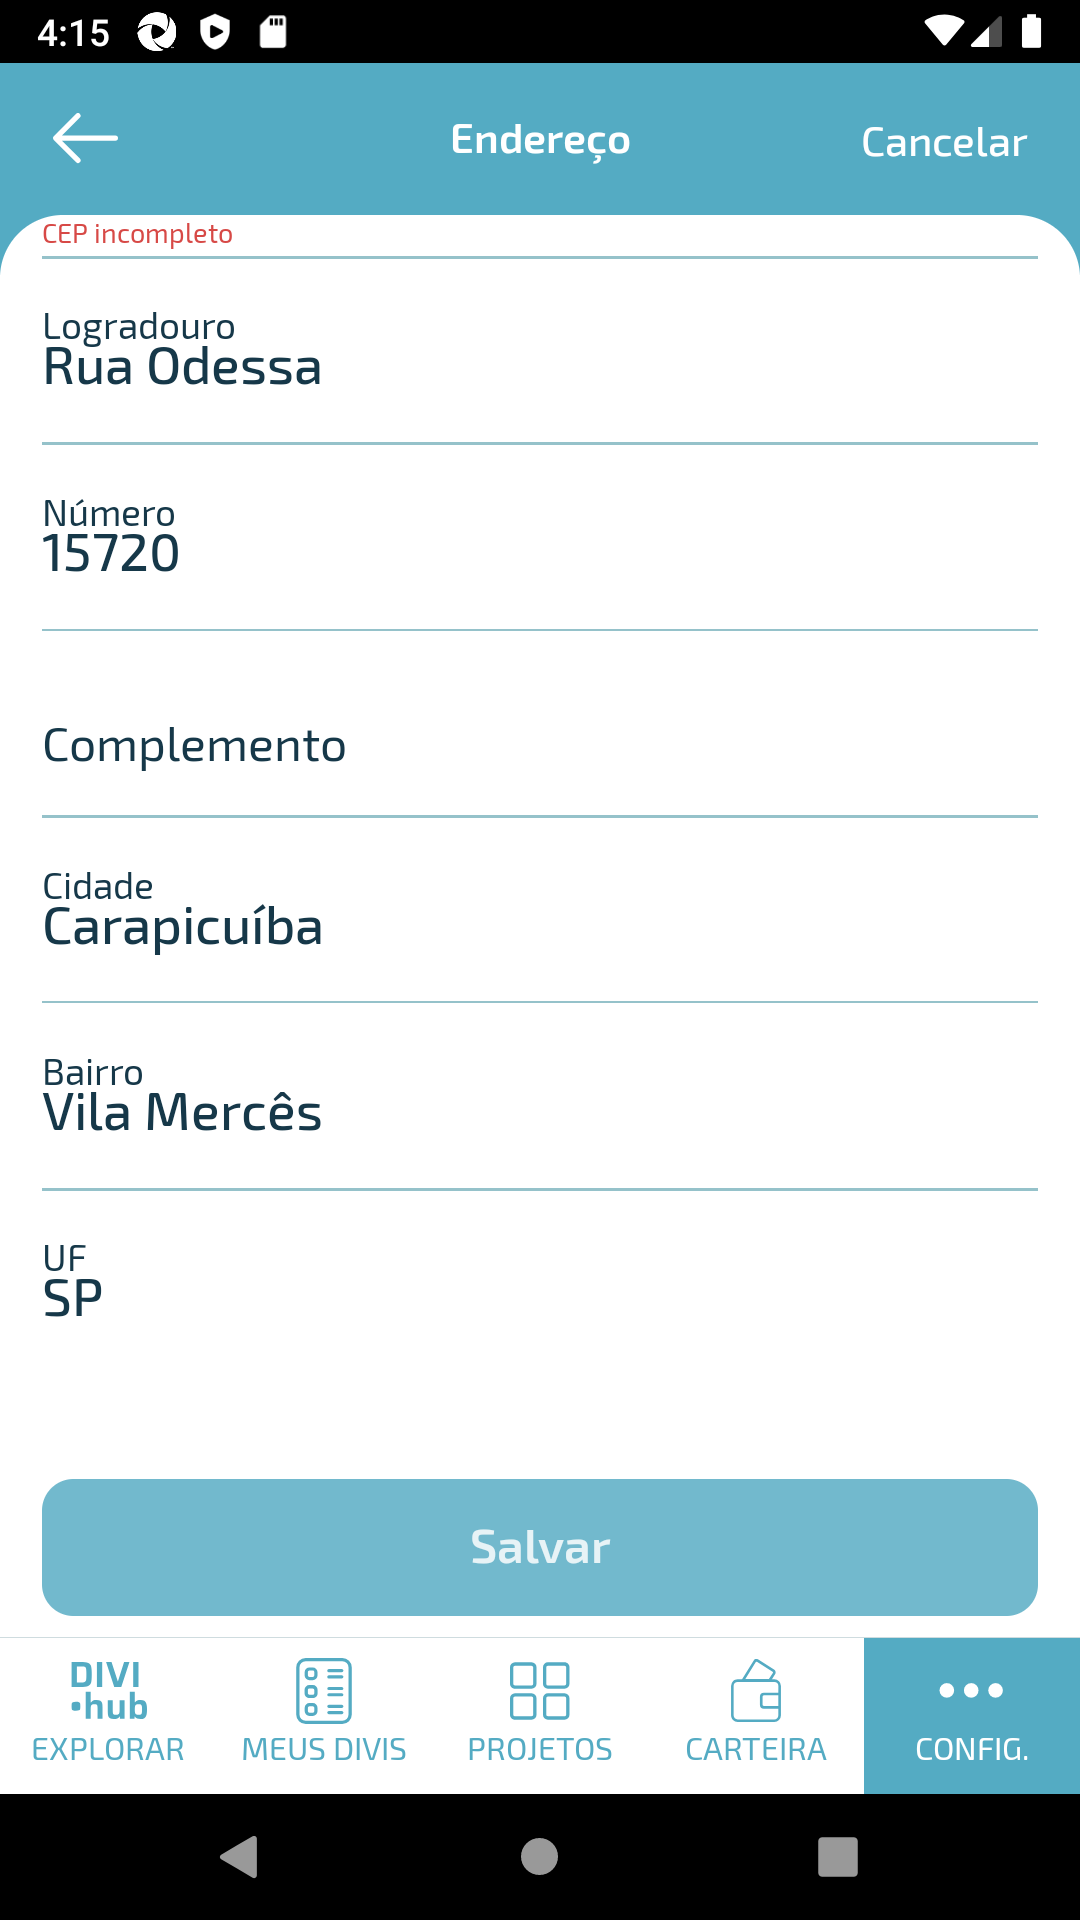 4:15
Endereço
Cancelar
CEP incompleto
Logradouro
Rua Odessa
Número
15720
Complemento
Cidade
Carapicuíba
Bairro
Vila Mercês
UF
SP
Salvar
DIVI
•hub
EXPLORAR
MEUS DIVIS
PROJETOS
CARTEIRA
CONFIG.